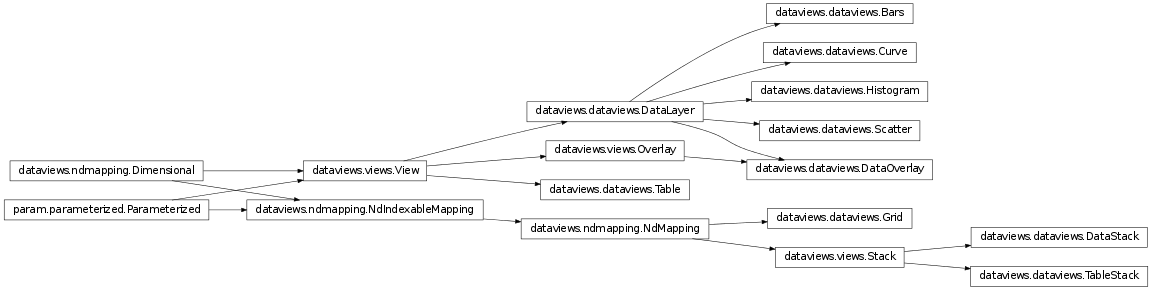 dataviews.dataviews.Bars
dataviews.dataviews.Curve
dataviews.dataviews.Histogram
dataviews.dataviews.DataLayer
dataviews.dataviews.Scatter
dataviews.views.Overlay
dataviews.dataviews.DataOverlay
dataviews.ndmapping.Dimensional
dataviews.views.View
dataviews.dataviews.Table
param.parameterized.Parameterized
dataviews.ndmapping.NdIndexableMapping
dataviews.dataviews.Grid
dataviews.ndmapping.NdMapping
dataviews.dataviews.DataStack
dataviews.views.Stack
dataviews.dataviews.TableStack